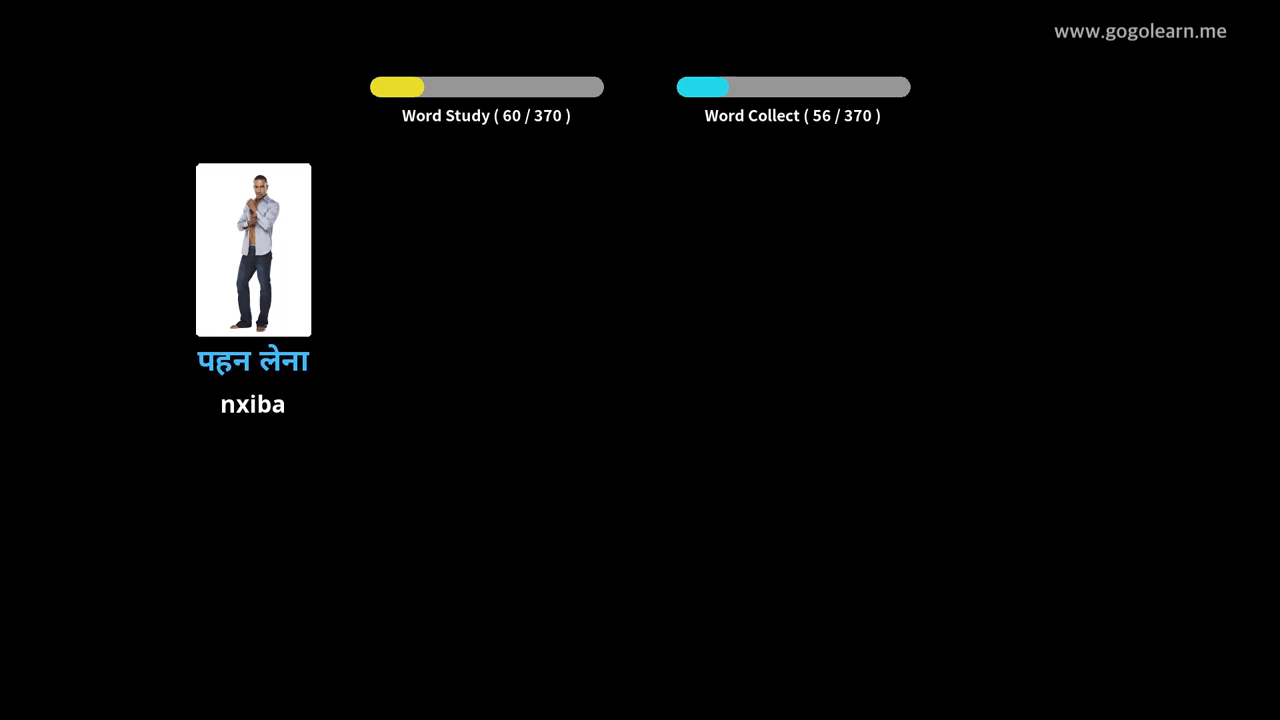 www.gogolearn.me
Word Study ( 60 / 370 )
Word Collect ( 56 / 370 )
पहन लेना
nxiba